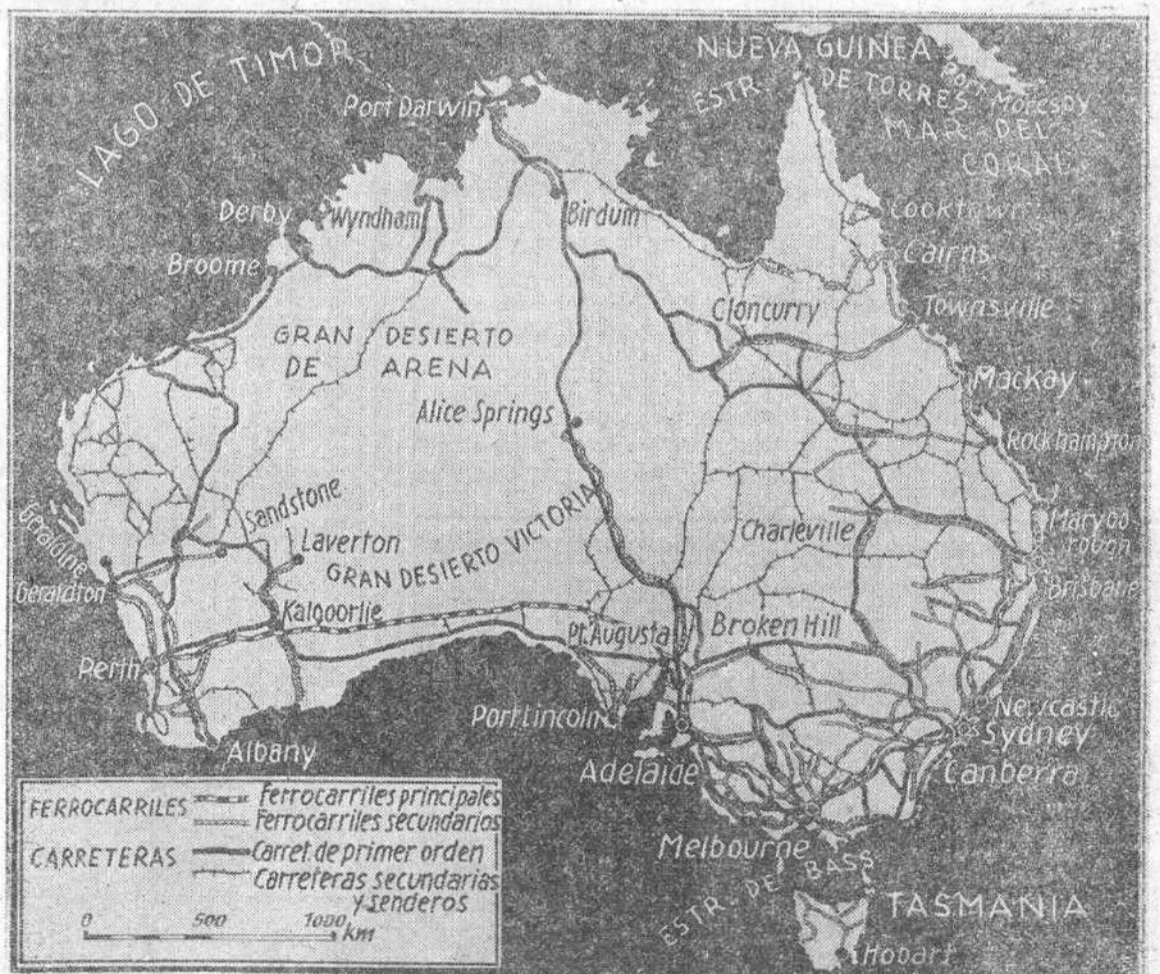 NUEVA GUINEA
LAGO DE TIMOR
ESTR. DE TORRES
Port Moresby
MAR DEL
CORAL
Port Darwin
Derby
Wyndham
Birdum
Cooktown
Broome
Cairns
Cloncurry
Townsville
GRAN DESIERTO
DE ARENA
Mackay
Alice Springs
Rockhampton
Sandstone
Geraldine
Laverton
GRAN DESIERTO VICTORIA
Charleville
Marybo-
rough
Geraldton
Brisbane
Kalgoorlie
Pt. Augusta
Broken Hill
Perth
Port Lincoln
Newcastle
Sydney
Albany
Adelaide
Canberra
FERROCARRILES
Ferrocarriles principales
Ferrocarriles secundarios
CARRETERAS
Carret. de primer orden
Carreteras secundarias
y senderos
0 500 1000
km
Melbourne
ESTR. DE BASS
TASMANIA
Hobart